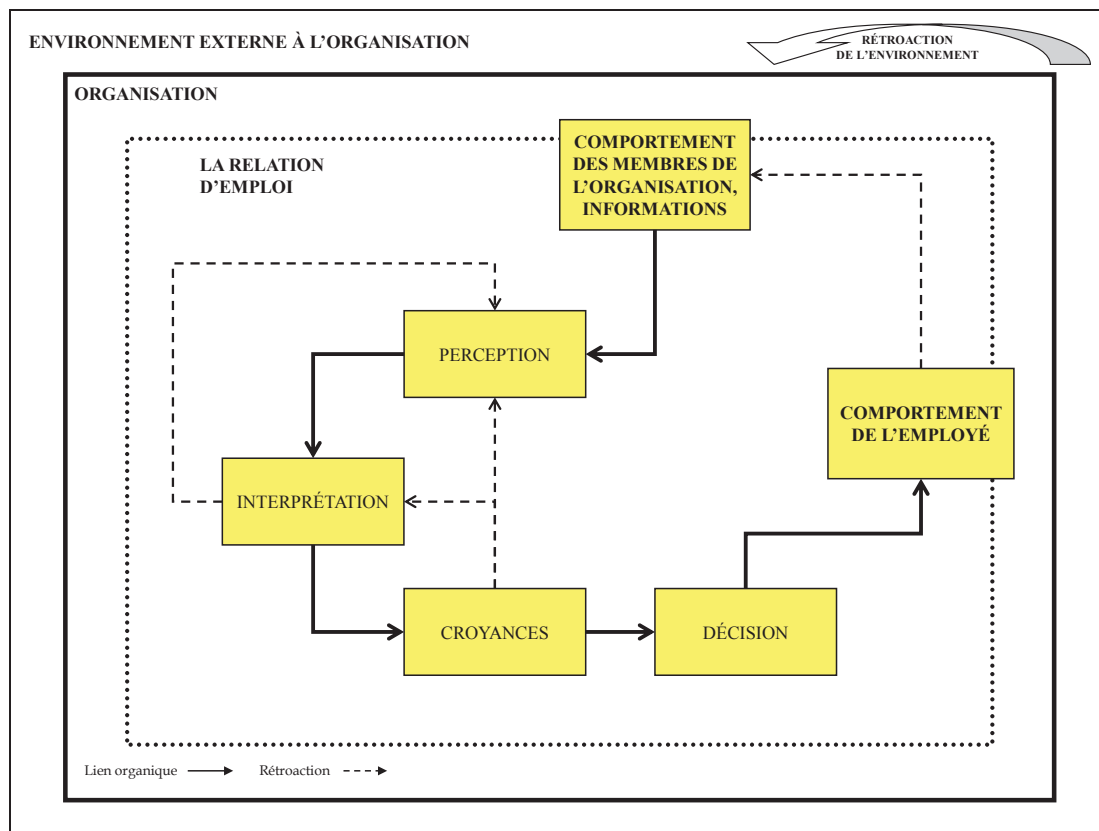 ENVIRONNEMENT EXTERNE À L’ORGANISATION
RÉTROACTION
DE L’ENVIRONNEMENT
ORGANISATION
LA RELATION
D’EMPLOI
COMPORTEMENT
DES MEMBRES DE
L’ORGANISATION,
INFORMATIONS
PERCEPTION
COMPORTEMENT
DE L’EMPLOYÉ
INTERPRÉTATION
CROYANCES
DÉCISION
Lien organique
Rétroaction